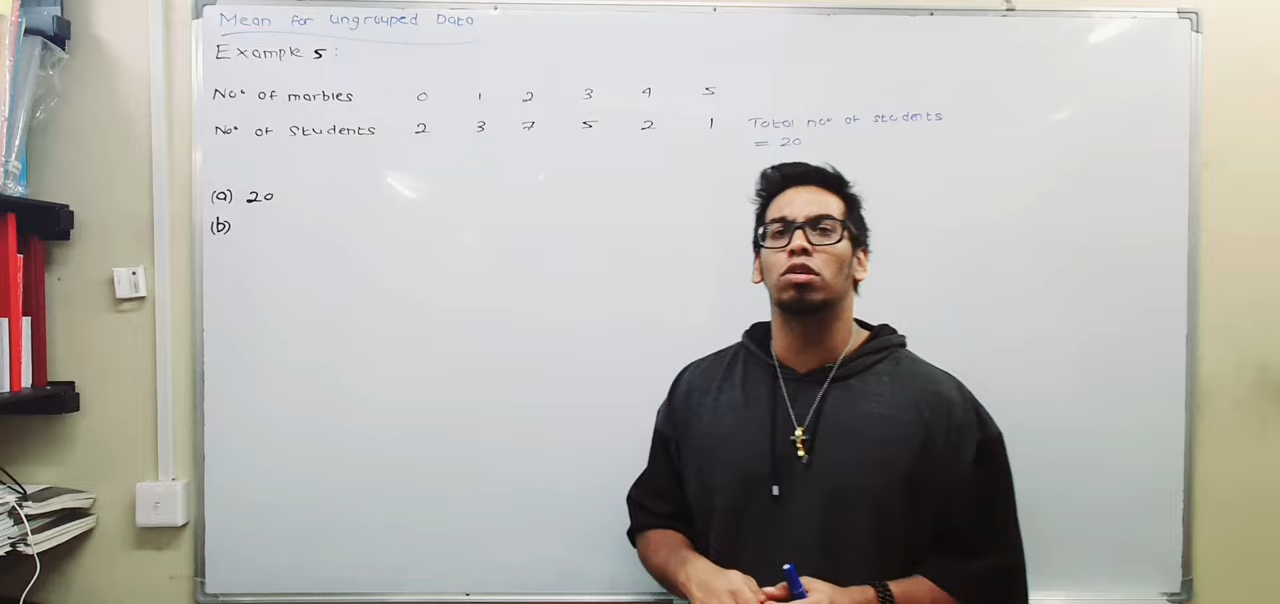 Mean for ungrouped Data
Example 5:
No. of marbles 0 1 2 3 4 5
No. of Students 2 3 7 5 2 1 Total no. of students
= 20
(a) 20
(b)